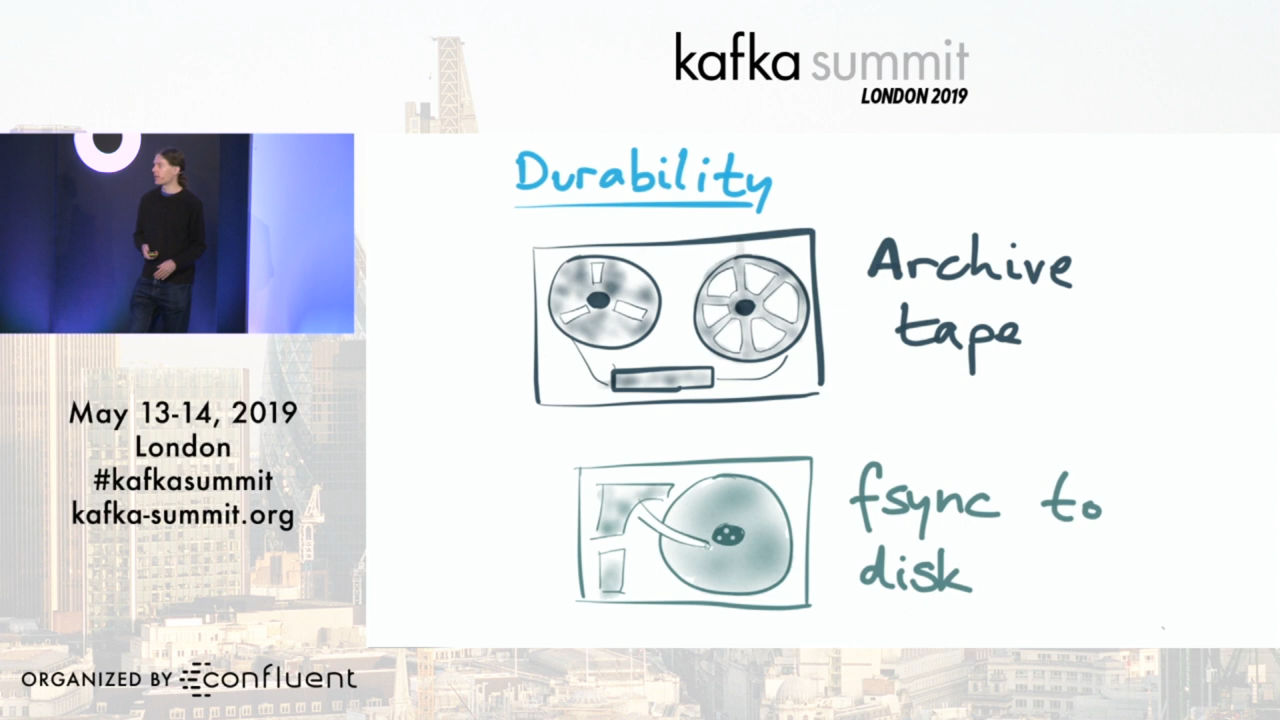 kafka summit
LONDON 2019
Durability
Archive
tape
fsync to
disk
May 13-14, 2019
London
#kafkasummit
kafka-summit.org
ORGANIZED BY confluent